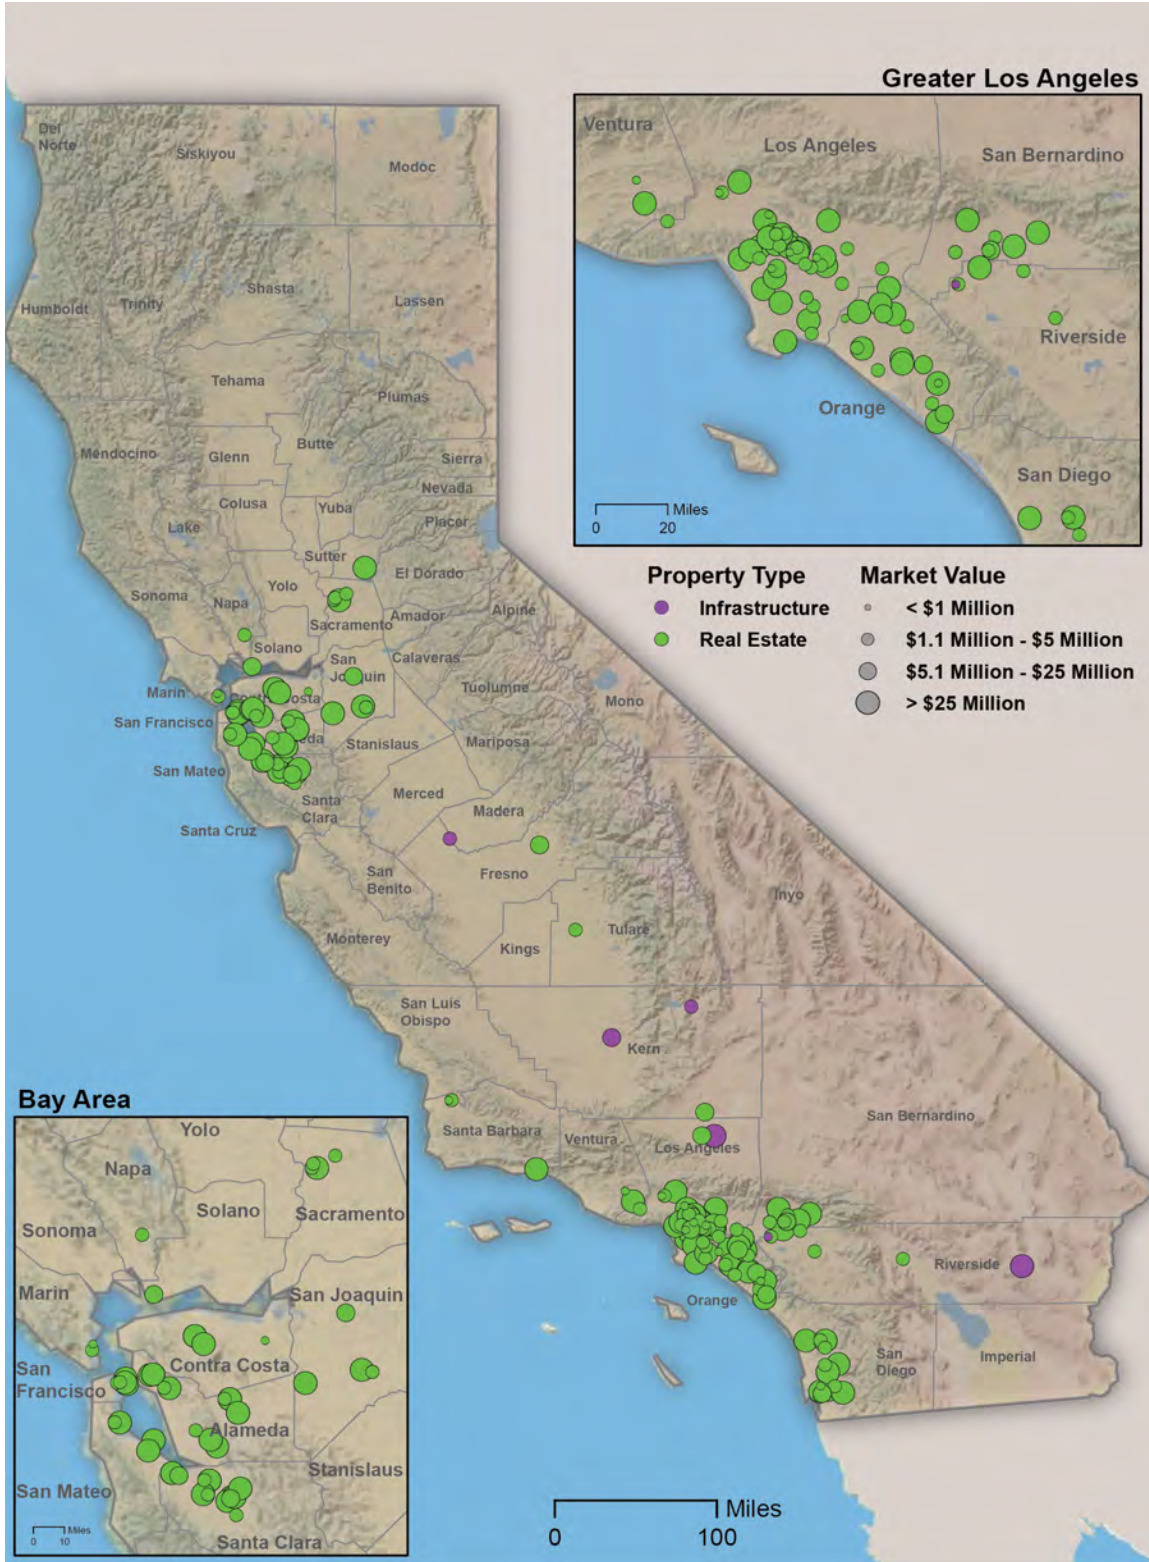 Greater Los Angeles
Ventura
Los Angeles
San Bernardino
Riverside
Orange
San Diego
Miles
0 20
Property Type
Infrastructure
Real Estate
Market Value
< $1 Million
$1.1 Million - $5 Million
$5.1 Million - $25 Million
> $25 Million
Del
Norte
Siskiyou
Modoc
Humboldt
Trinity
Shasta
Lassen
Tehama
Plumas
Mendocino
Glenn
Butte
Sierra
Nevada
Colusa
Yuba
Placer
Lake
Sutter
El Dorado
Sonoma
Napa
Yolo
Sacramento
Amador
Alpine
Solano
San
Joaquin
Calaveras
Marin
Tuolumne
Mono
San Francisco
Stanislaus
Mariposa
San Mateo
Merced
Santa
Clara
Madera
Santa Cruz
San
Benito
Fresno
Inyo
Monterey
Kings
Tulare
San Luis
Obispo
Kern
Santa Barbara
Ventura
Los Angeles
San Bernardino
Orange
Riverside
San
Diego
Imperial
Bay Area
Yolo
Napa
Solano
Sonoma
Sacramento
Marin
San Joaquin
Contra Costa
San
Francisco
Alameda
Stanislaus
San Mateo
Santa Clara
Miles
0 10
Miles
0 100